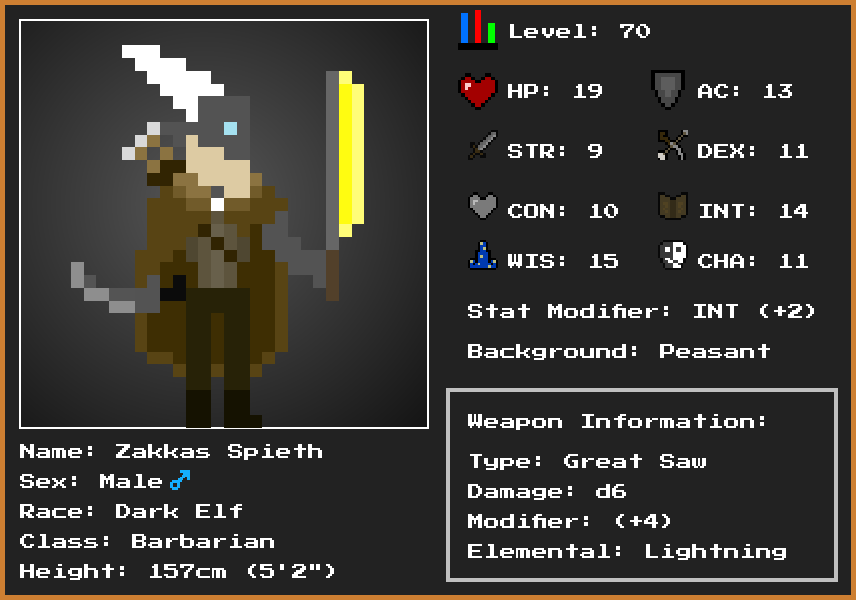 Level: 70
HP: 19 AC: 13
STR: 9 DEX: 11
CON: 10 INT: 14
WIS: 15 CHA: 11
Stat Modifier: INT (+2)
Background: Peasant
Weapon Information:
Type: Great Saw
Damage: d6
Modifier: (+4)
Elemental: Lightning
Name: Zakkas Spieth
Sex: Male♂
Race: Dark Elf
Class: Barbarian
Height: 157cm (5'2")